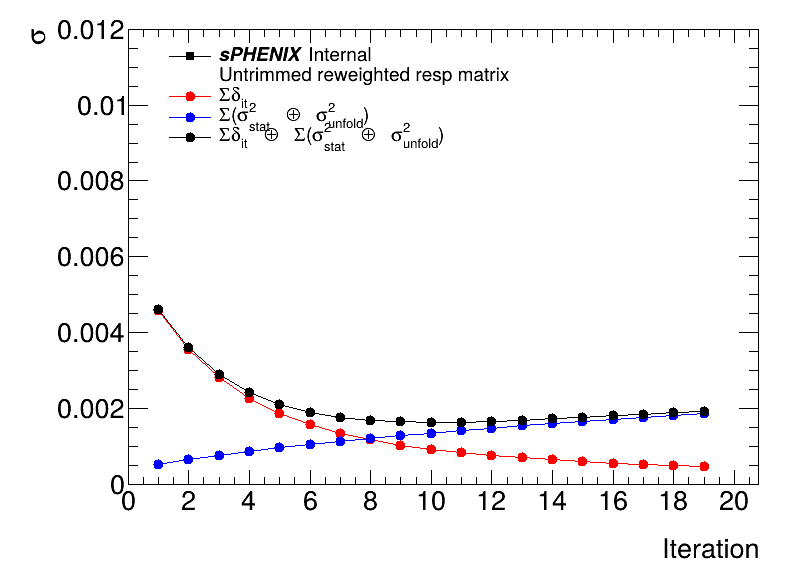 σ
0.012
0.01
0.008
0.006
0.004
0.002
0
sPHENIX Internal
Untrimmed reweighted resp matrix
Σδ_it
Σ(σ²_stat ⊕ σ²_unfold)
Σδ_it ⊕ Σ(σ²_stat ⊕ σ²_unfold)
0 2 4 6 8 10 12 14 16 18 20
Iteration